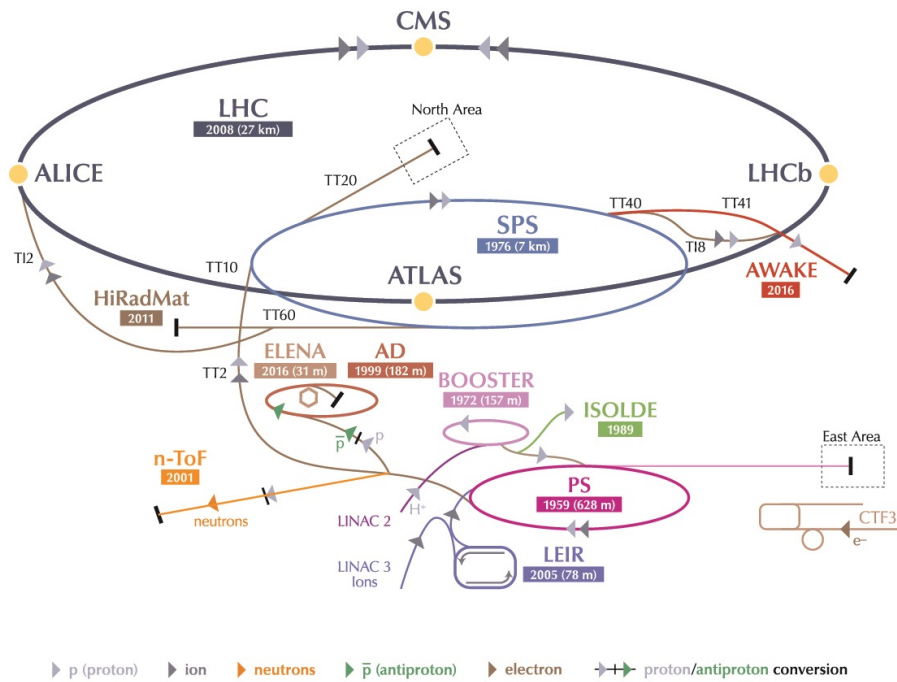 CMS
LHC
2008 (27 km)
North Area
ALICE
TT20
LHCb
TT40
TT41
SPS
1976 (7 km)
TI8
TI2
TT10
ATLAS
AWAKE
2016
HiRadMat
2011
TT60
ELENA
2016 (31 m)
AD
1999 (182 m)
TT2
BOOSTER
1972 (157 m)
ISOLDE
1989
p̅
p
East Area
n-ToF
2001
neutrons
LINAC 2
H⁺
PS
1959 (628 m)
CTF3
e–
LINAC 3
Ions
LEIR
2005 (78 m)
p (proton)
ion
neutrons
p̅ (antiproton)
electron
proton/antiproton conversion